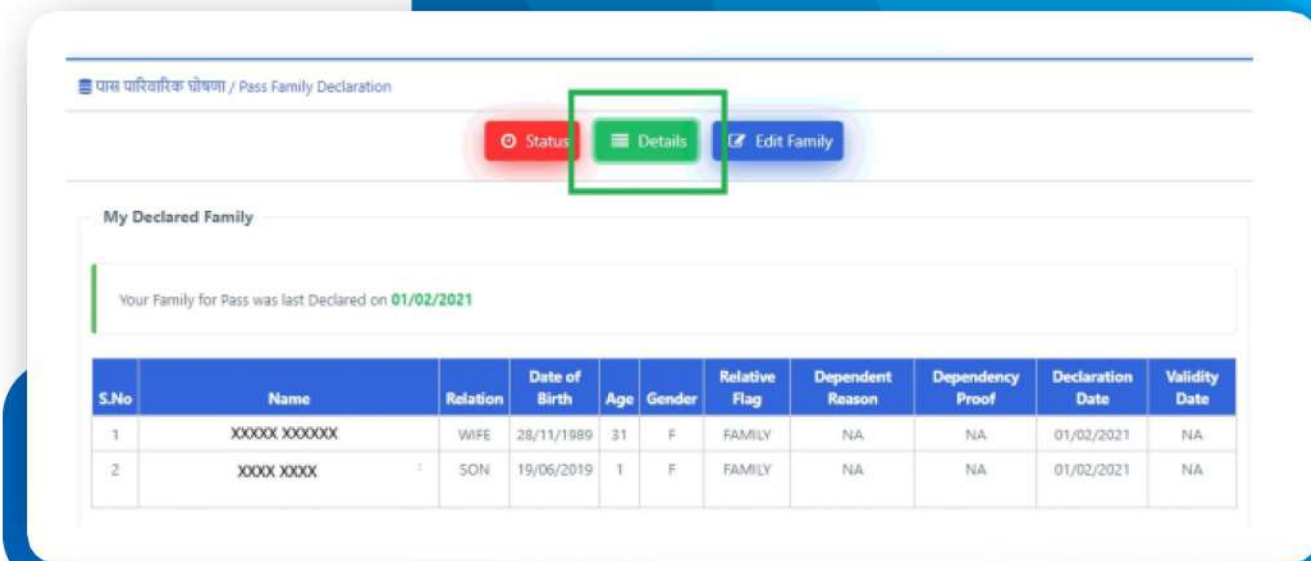 पास पारिवारिक घोषणा / Pass Family Declaration
Status Details Edit Family
My Declared Family
Your Family for Pass was last Declared on 01/02/2021
S.No Name Relation Date of Birth Age Gender Relative Flag Dependent Reason Dependency Proof Declaration Date Validity Date
1 XXXXX XXXXXX WIFE 28/11/1989 31 F FAMILY NA NA 01/02/2021 NA
2 XXXX XXXX SON 19/06/2019 1 F FAMILY NA NA 01/02/2021 NA